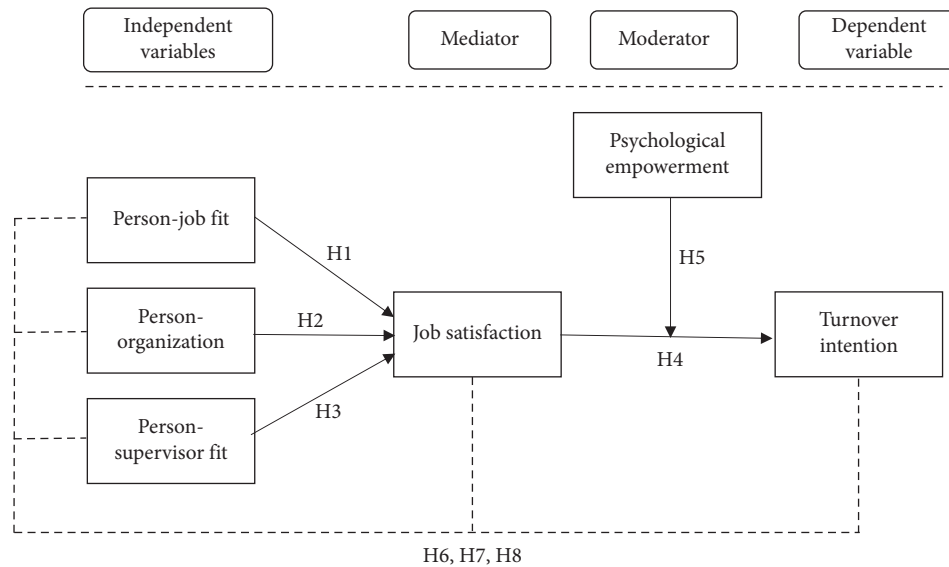 Independent
variables
Mediator
Moderator
Dependent
variable
Psychological
empowerment
Person-job fit
H1
H5
Person-
organization
H2
Job satisfaction
H4
Turnover
intention
H3
Person-
supervisor fit
H6, H7, H8